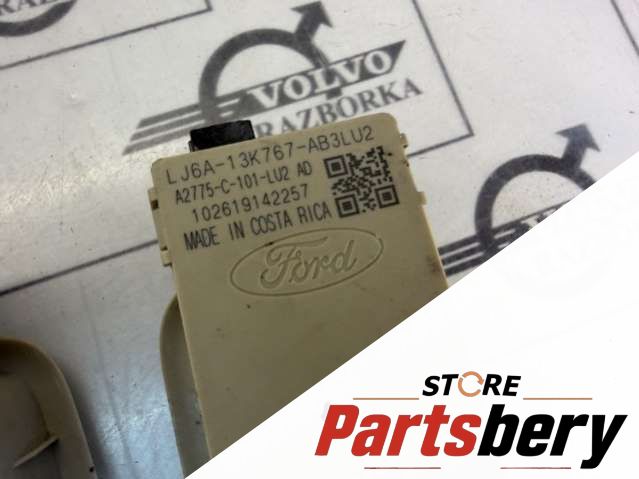 VOLVO
RAZBORKA
LJ6A-13K767-AB3LU2
A2775-C-101-LU2 AD
102619142257
MADE IN COSTA RICA
Ford
STORE
Partsbery